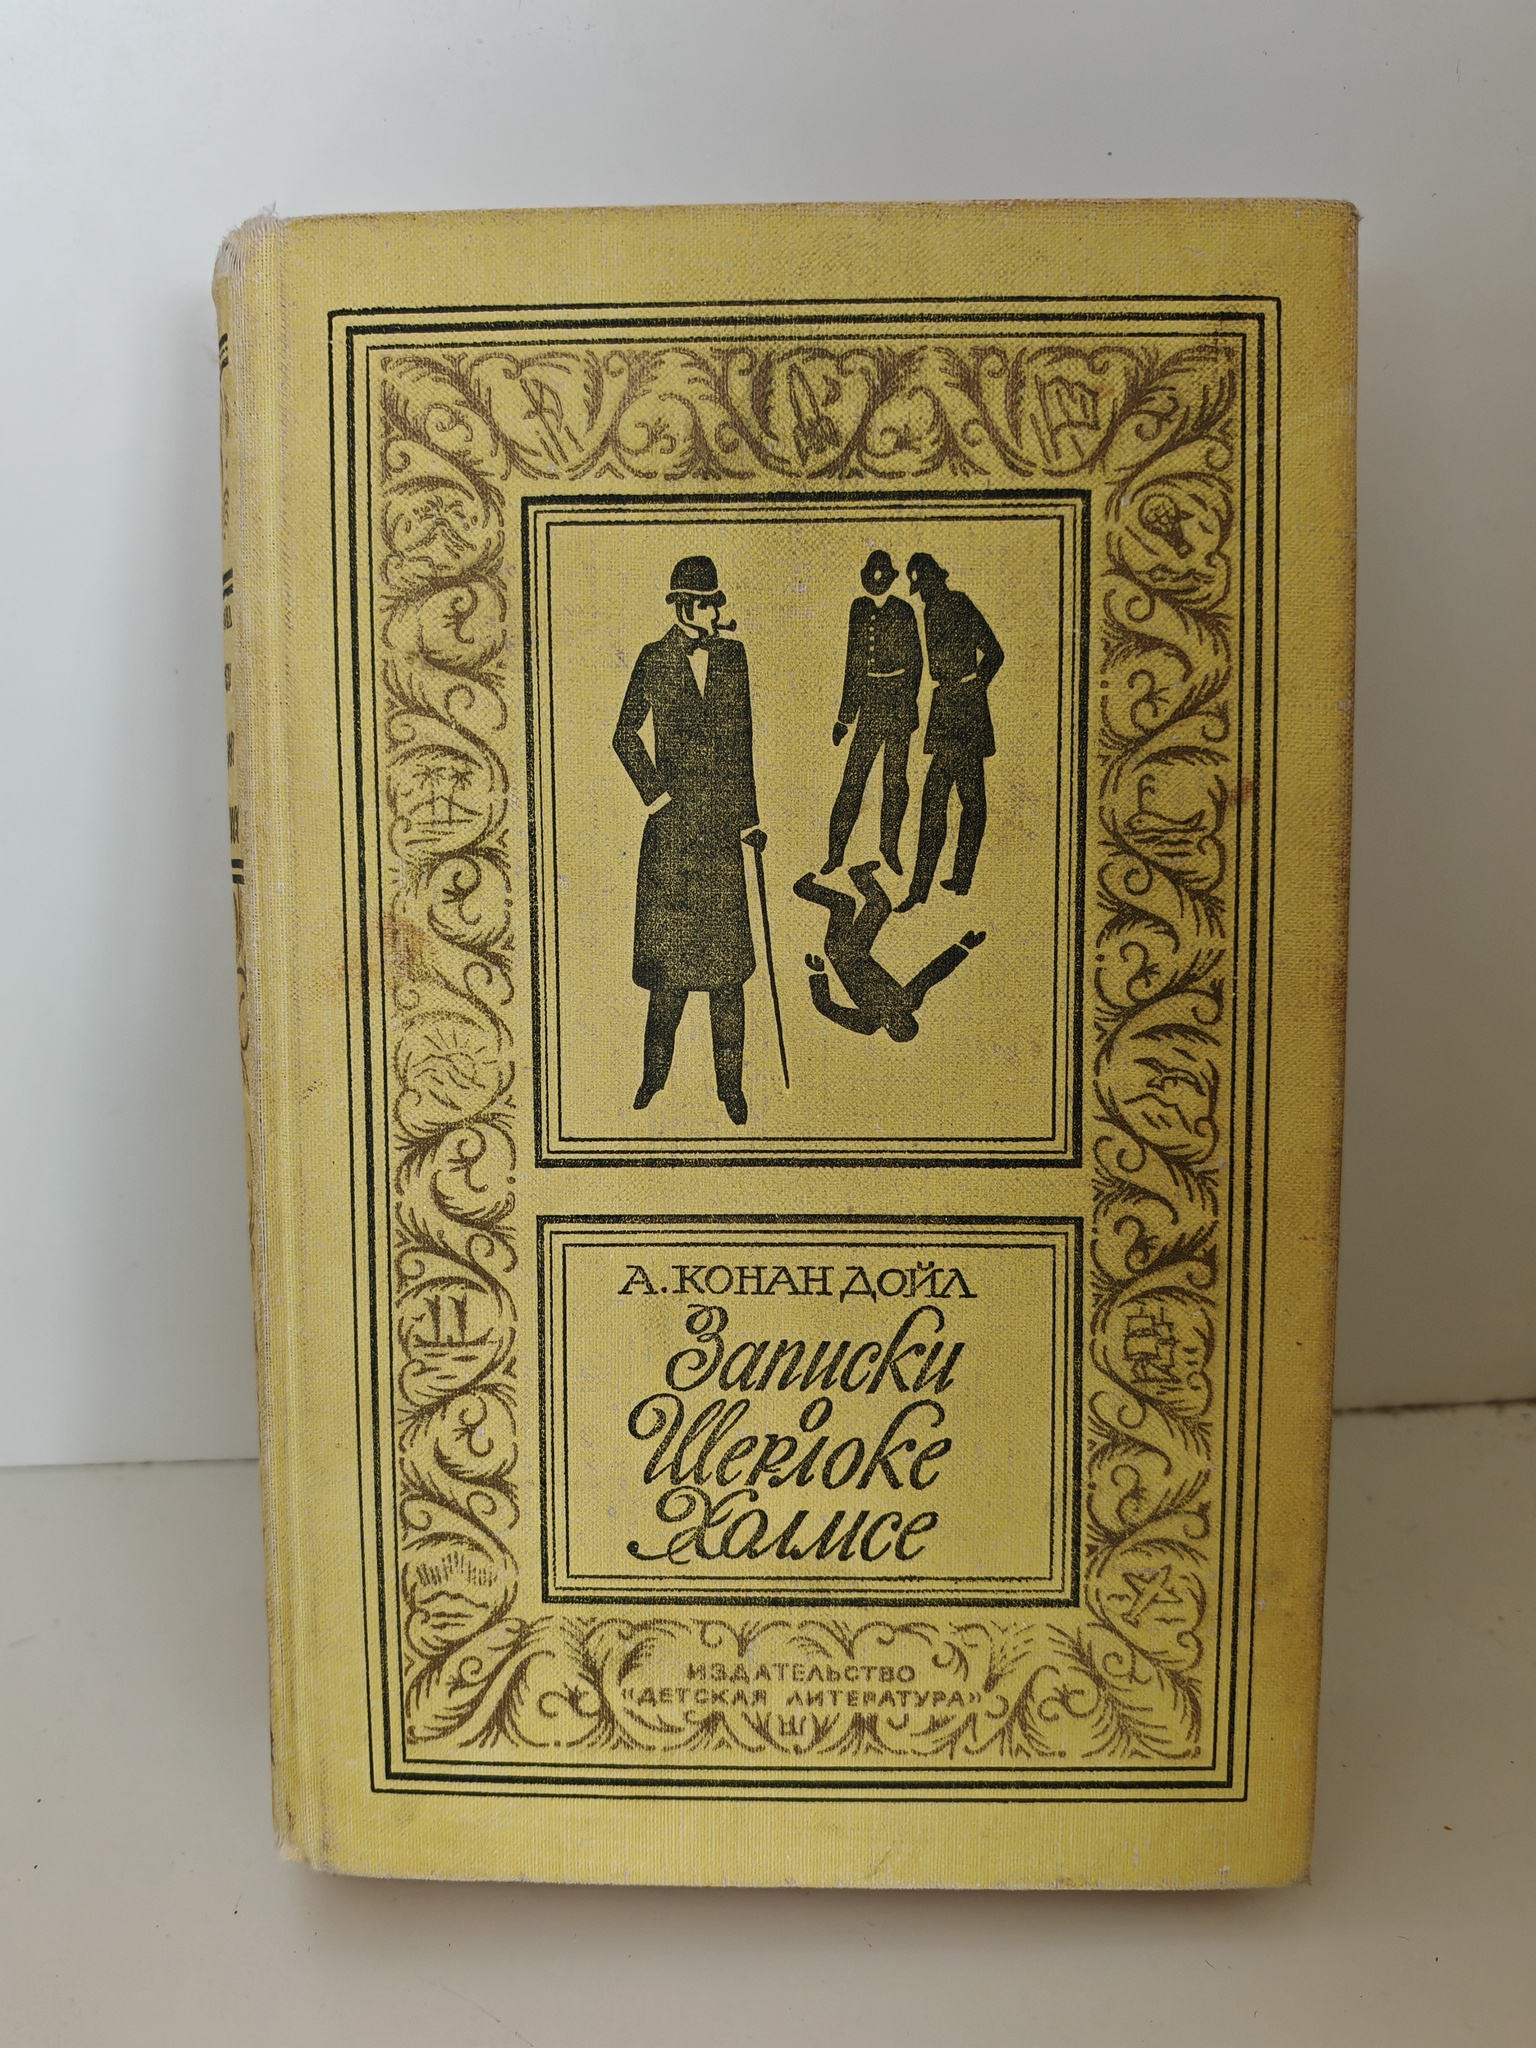 А. КОНАН ДОЙЛ
Записки
о
Шерлоке
Холмсе
ИЗДАТЕЛЬСТВО
«ДЕТСКАЯ ЛИТЕРАТУРА»